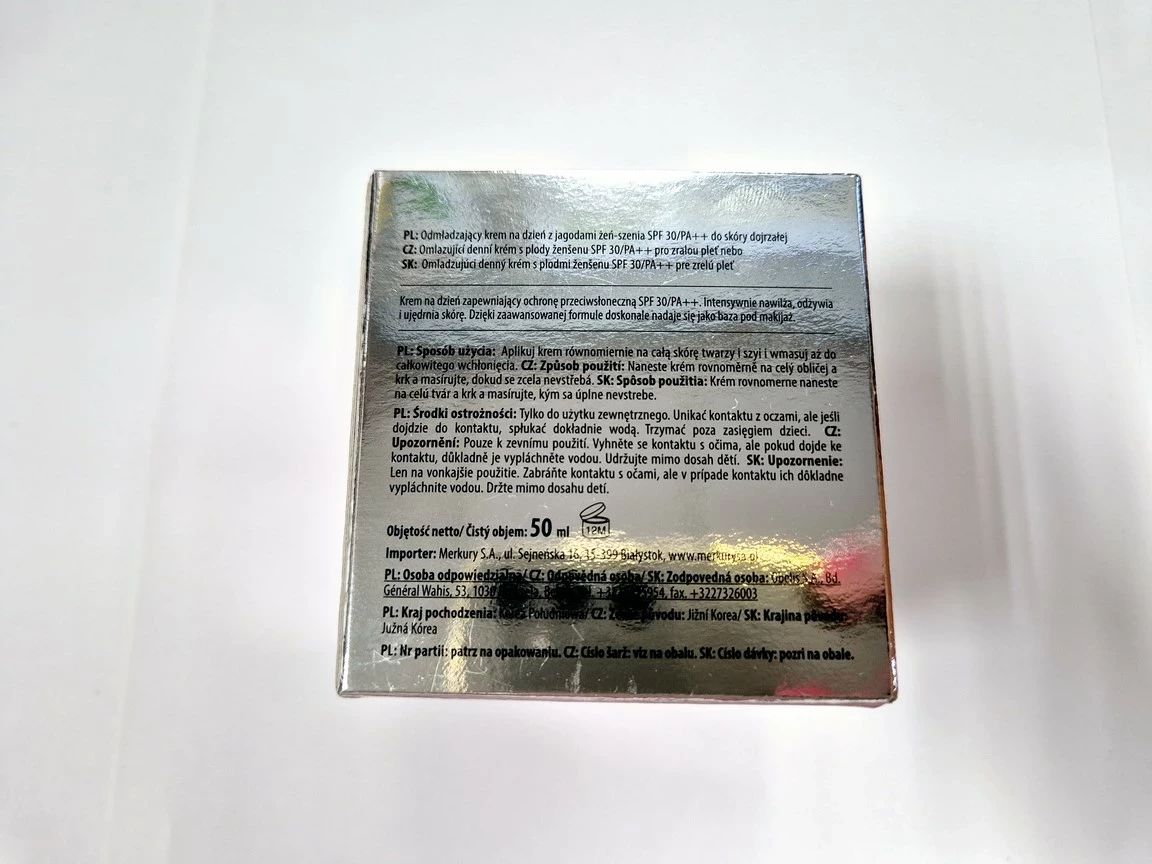 PL: Odmładzający krem na dzień z jagodami żeń-szenia SPF 30/PA++ do skóry dojrzałej
CZ: Omlazující denní krém s plody ženšenu SPF 30/PA++ pro zralou pleť nebo
SK: Omladzujúci denný krém s plodmi ženšenu SPF 30/PA++ pre zrelú pleť
Krem na dzień zapewniający ochronę przeciwsłoneczną SPF 30/PA++. Intensywnie nawilża, odżywia
i ujędrnia skórę. Dzięki zaawansowanej formule doskonale nadaje się jako baza pod makijaż.
PL: Sposób użycia: Aplikuj krem równomiernie na całą skórę twarzy i szyi i wmasuj aż do
całkowitego wchłonięcia. CZ: Způsob použití: Naneste krém rovnoměrně na celý obličej a
krk a masírujte, dokud se zcela nevstřebá. SK: Spôsob použitia: Krém rovnomerne naneste
na celú tvár a krk a masírujte, kým sa úplne nevstrebe.
PL: Środki ostrożności: Tylko do użytku zewnętrznego. Unikać kontaktu z oczami, ale jeśli
dojdzie do kontaktu, spłukać dokładnie wodą. Trzymać poza zasięgiem dzieci. CZ:
Upozornění: Pouze k zevnímu použití. Vyhněte se kontaktu s očima, ale pokud dojde ke
kontaktu, důkladně je vypláchněte vodou. Udržujte mimo dosah dětí. SK: Upozornenie:
Len na vonkajšie použitie. Zabráňte kontaktu s očami, ale v prípade kontaktu ich dôkladne
vypláchnite vodou. Držte mimo dosahu detí.
Objętość netto/ Čistý objem: 50 ml 12M
Importer: Merkury S.A., ul. Sejneńska 16, 15-399 Białystok, www.merkurysa.pl
PL: Osoba odpowiedzialna/ CZ: Odpovědná osoba/ SK: Zodpovedná osoba: S.A., Bd.
Général Wahis, 53, 1030 fax. +3227326003
PL: Kraj pochodzenia: Korea Południowa/ CZ: Země původu: Jižní Korea/ SK: Krajina pôvodu:
Južná Kórea
PL: Nr partii: patrz na opakowaniu. CZ: Číslo šarž: viz na obalu. SK: Číslo dávky: pozri na obale.